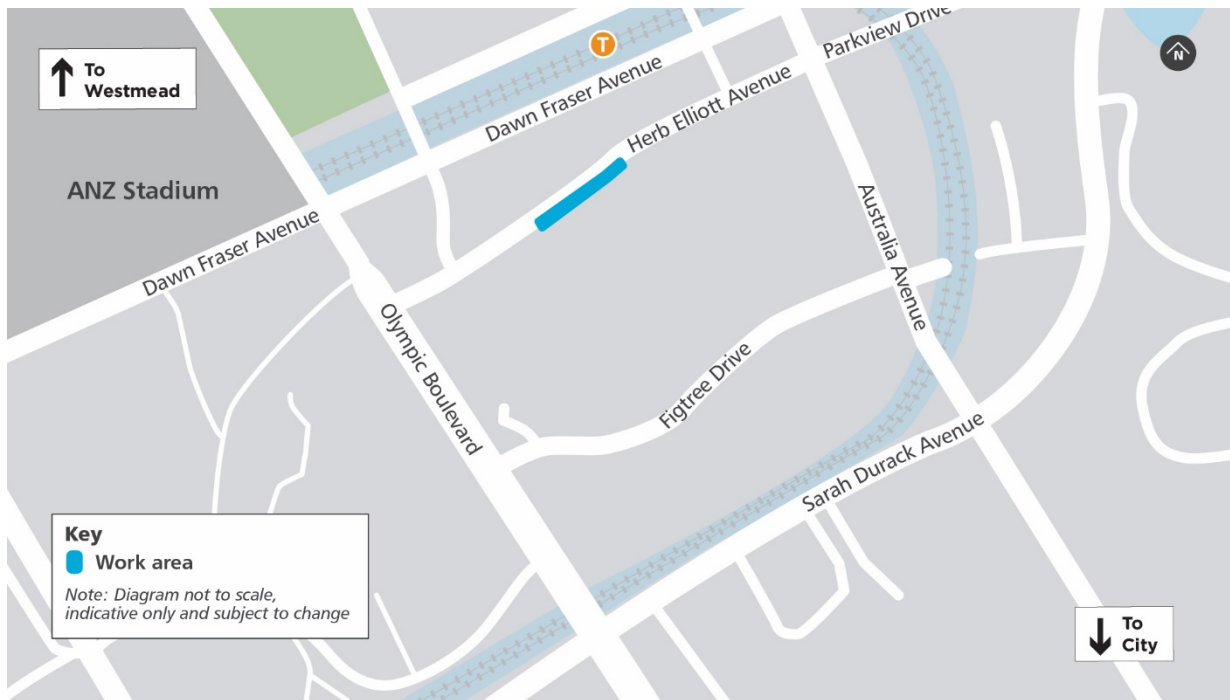 To
Westmead
T
Parkview Drive
N
Dawn Fraser Avenue
Herb Elliott Avenue
ANZ Stadium
Dawn Fraser Avenue
Australia Avenue
Olympic Boulevard
Figtree Drive
Sarah Durack Avenue
Key
Work area
Note: Diagram not to scale,
indicative only and subject to change
To
City